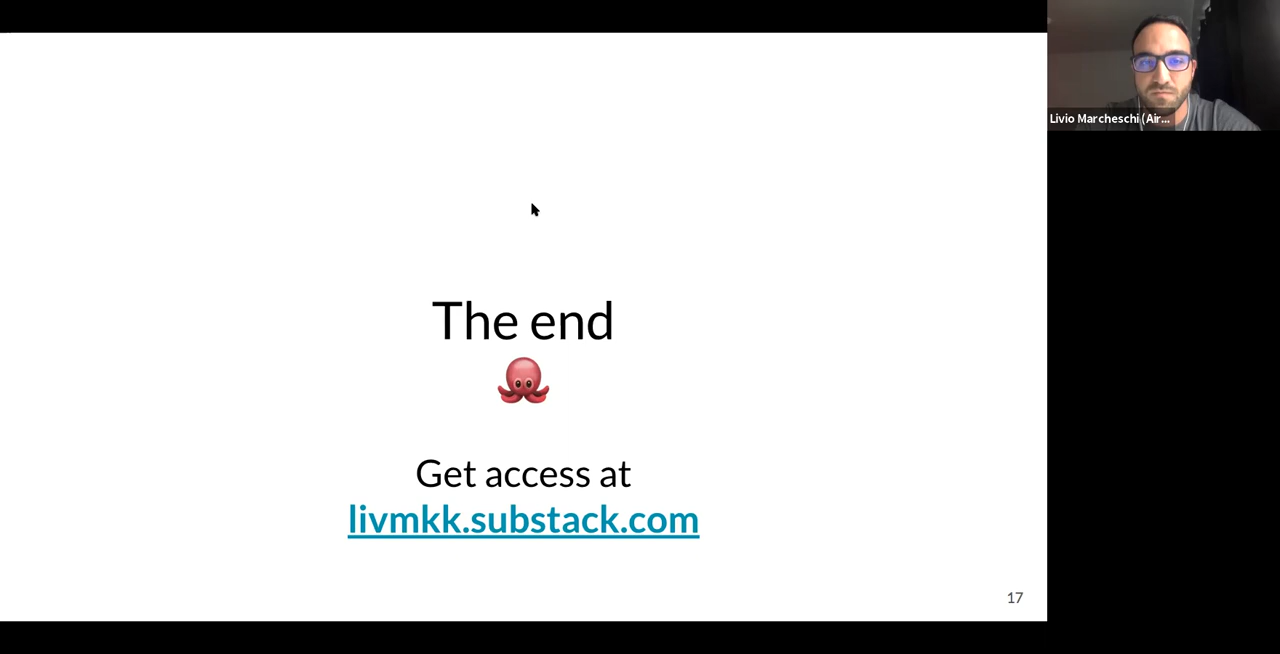 Livio Marcheschi (Air...
The end
Get access at
livmkk.substack.com
17